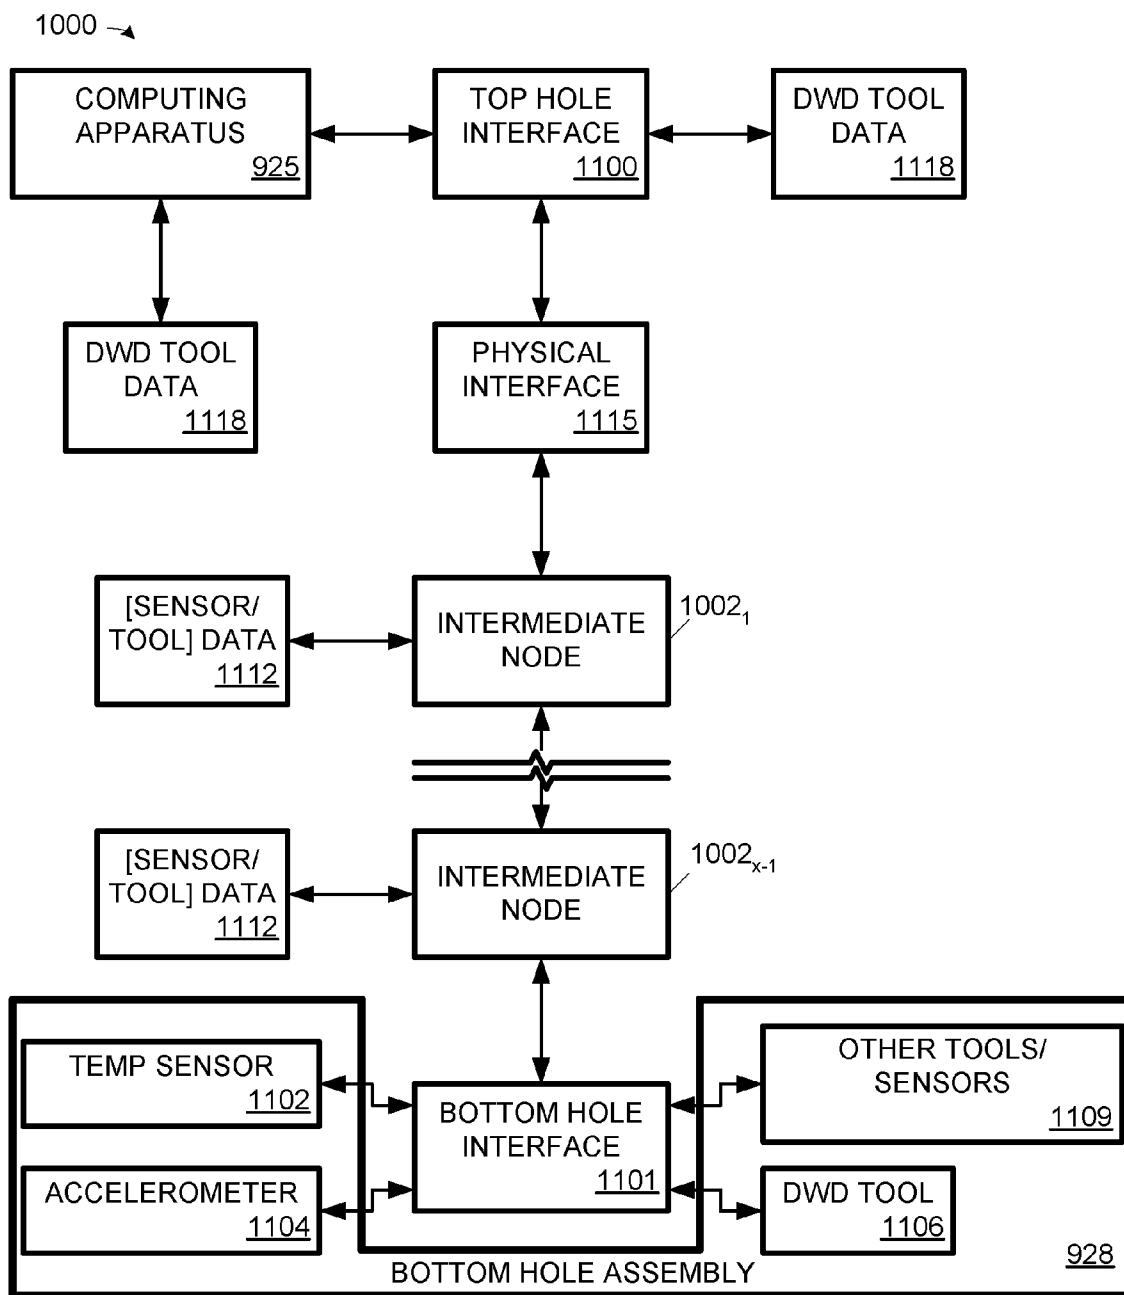 1000
COMPUTING
APPARATUS
925
TOP HOLE
INTERFACE
1100
DWD TOOL
DATA
1118
DWD TOOL
DATA
1118
PHYSICAL
INTERFACE
1115
[SENSOR/
TOOL] DATA
1112
INTERMEDIATE
NODE
1002₁
[SENSOR/
TOOL] DATA
1112
INTERMEDIATE
NODE
1002ₓ₋₁
TEMP SENSOR
1102
ACCELEROMETER
1104
BOTTOM HOLE
INTERFACE
1101
OTHER TOOLS/
SENSORS
1109
DWD TOOL
1106
928
BOTTOM HOLE ASSEMBLY